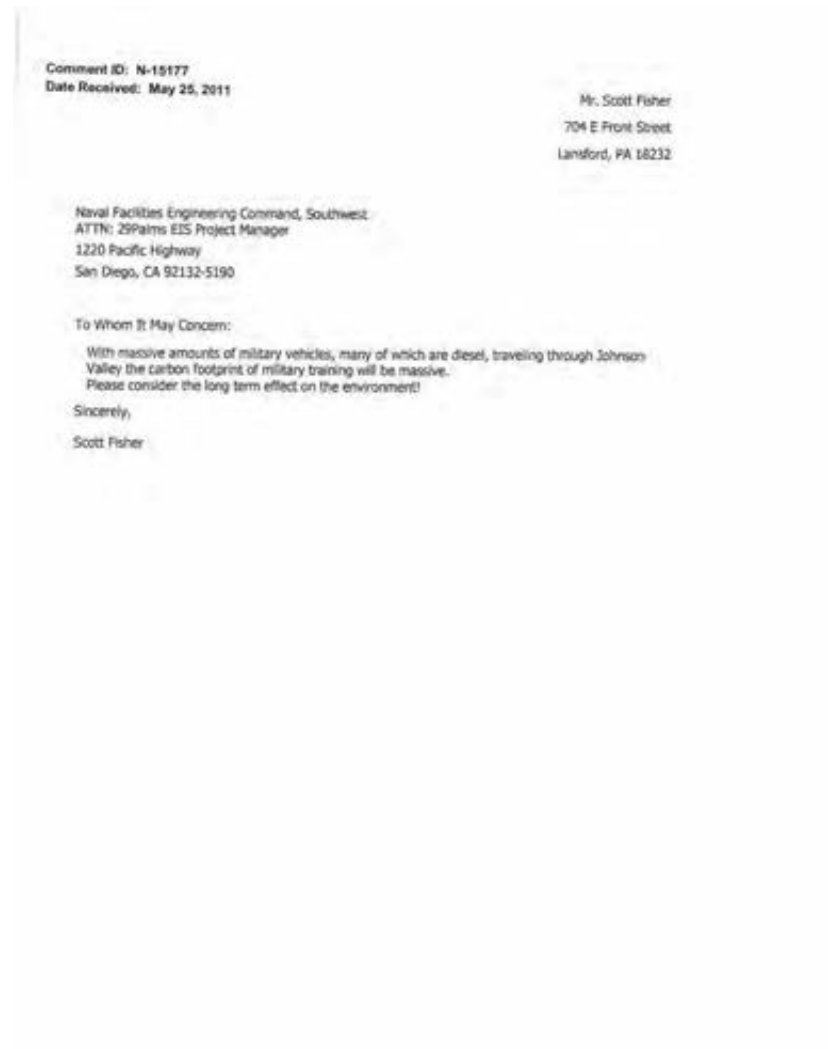 Comment ID: N-15177
Date Received: May 25, 2011
Mr. Scott Fisher
704 E Front Street
Lansford, PA 18232
Naval Facilities Engineering Command, Southwest
ATTN: 29Palms EIS Project Manager
1220 Pacific Highway
San Diego, CA 92132-5190
To Whom It May Concern:
With massive amounts of military vehicles, many of which are diesel, traveling through Johnson
Valley the carbon footprint of military training will be massive.
Please consider the long term effect on the environment!
Sincerely,
Scott Fisher